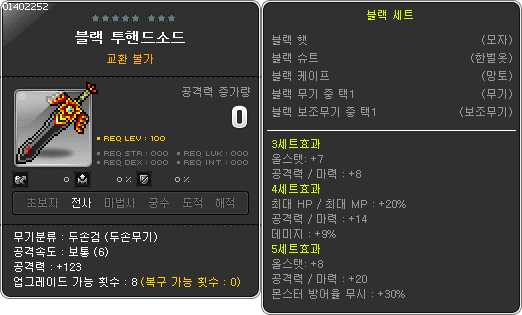 01402252
블랙 투핸드소드
교환 불가
공격력 증가량
0
REQ LEV : 100
REQ STR : 000
REQ LUK : 000
REQ DEX : 000
REQ INT : 000
0
0 %
0 %
초보자 전사 마법사 궁수 도적 해적
무기분류 : 두손검 (두손무기)
공격속도 : 보통 (6)
공격력 : +123
업그레이드 가능 횟수 : 8 (복구 가능 횟수 : 0)
블랙 세트
블랙 햇 (모자)
블랙 슈트 (한벌옷)
블랙 케이프 (망토)
블랙 무기 중 택1 (무기)
블랙 보조무기 중 택1 (보조무기)
3세트효과
올스탯: +7
공격력 / 마력 : +8
4세트효과
최대 HP / 최대 MP : +20%
공격력 / 마력 : +14
데미지 : +9%
5세트효과
올스탯: +8
공격력 / 마력 : +20
몬스터 방어율 무시 : +30%